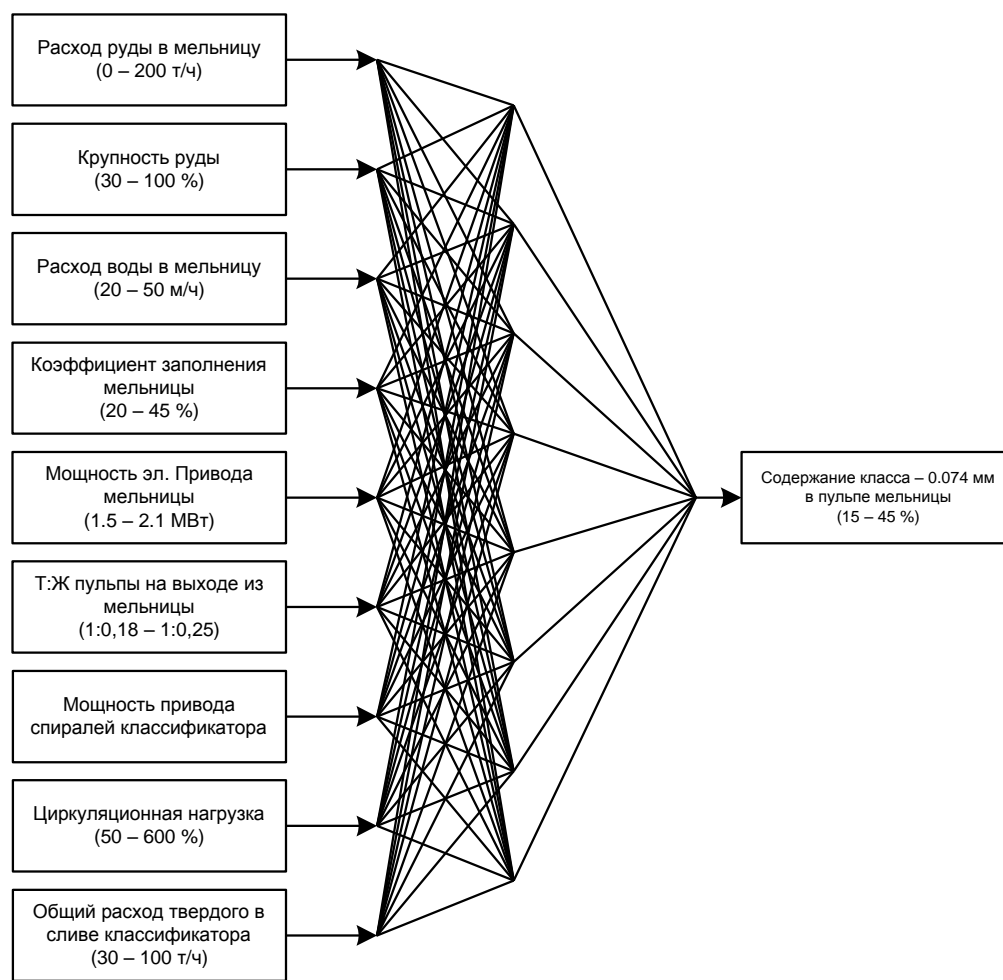 Расход руды в мельницу
(0 – 200 т/ч)
Крупность руды
(30 – 100 %)
Расход воды в мельницу
(20 – 50 м/ч)
Коэффициент заполнения
мельницы
(20 – 45 %)
Мощность эл. Привода
мельницы
(1.5 – 2.1 МВт)
Т:Ж пульпы на выходе из
мельницы
(1:0,18 – 1:0,25)
Мощность привода
спиралей классификатора
Циркуляционная нагрузка
(50 – 600 %)
Общий расход твердого в
сливе классификатора
(30 – 100 т/ч)
Содержание класса – 0.074 мм
в пульпе мельницы
(15 – 45 %)